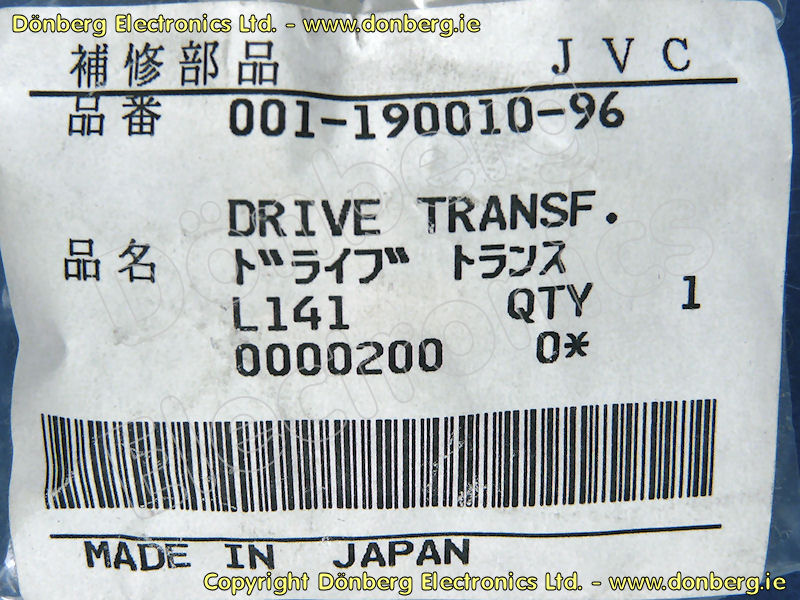 Dönberg Electronics Ltd. - www.donberg.ie
補修部品 JVC
品番 001-190010-96
DRIVE TRANSF.
品名 ドライブ トランス
L141 QTY 1
0000200 0*
Dönberg Electronics
MADE IN JAPAN
Copyright Dönberg Electronics Ltd. - www.donberg.ie